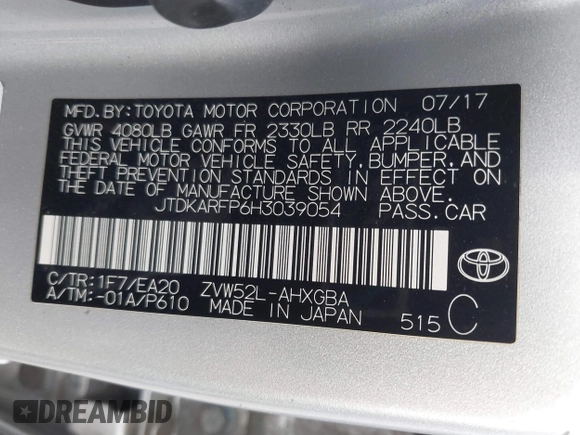 MFD. BY: TOYOTA MOTOR CORPORATION 07/17
GVWR 4080LB GAWR FR 2330LB RR 2240LB
THIS VEHICLE CONFORMS TO ALL APPLICABLE
FEDERAL MOTOR VEHICLE SAFETY, BUMPER, AND
THEFT PREVENTION STANDARDS IN EFFECT ON
THE DATE OF MANUFACTURE SHOWN ABOVE.
JTDKARFP6H3039054 PASS. CAR
C/TR: 1F7/EA20 ZVW52L-AHXGBA
A/TM: -01A/P610 MADE IN JAPAN 515 C
TOYOTA
DREAMBID